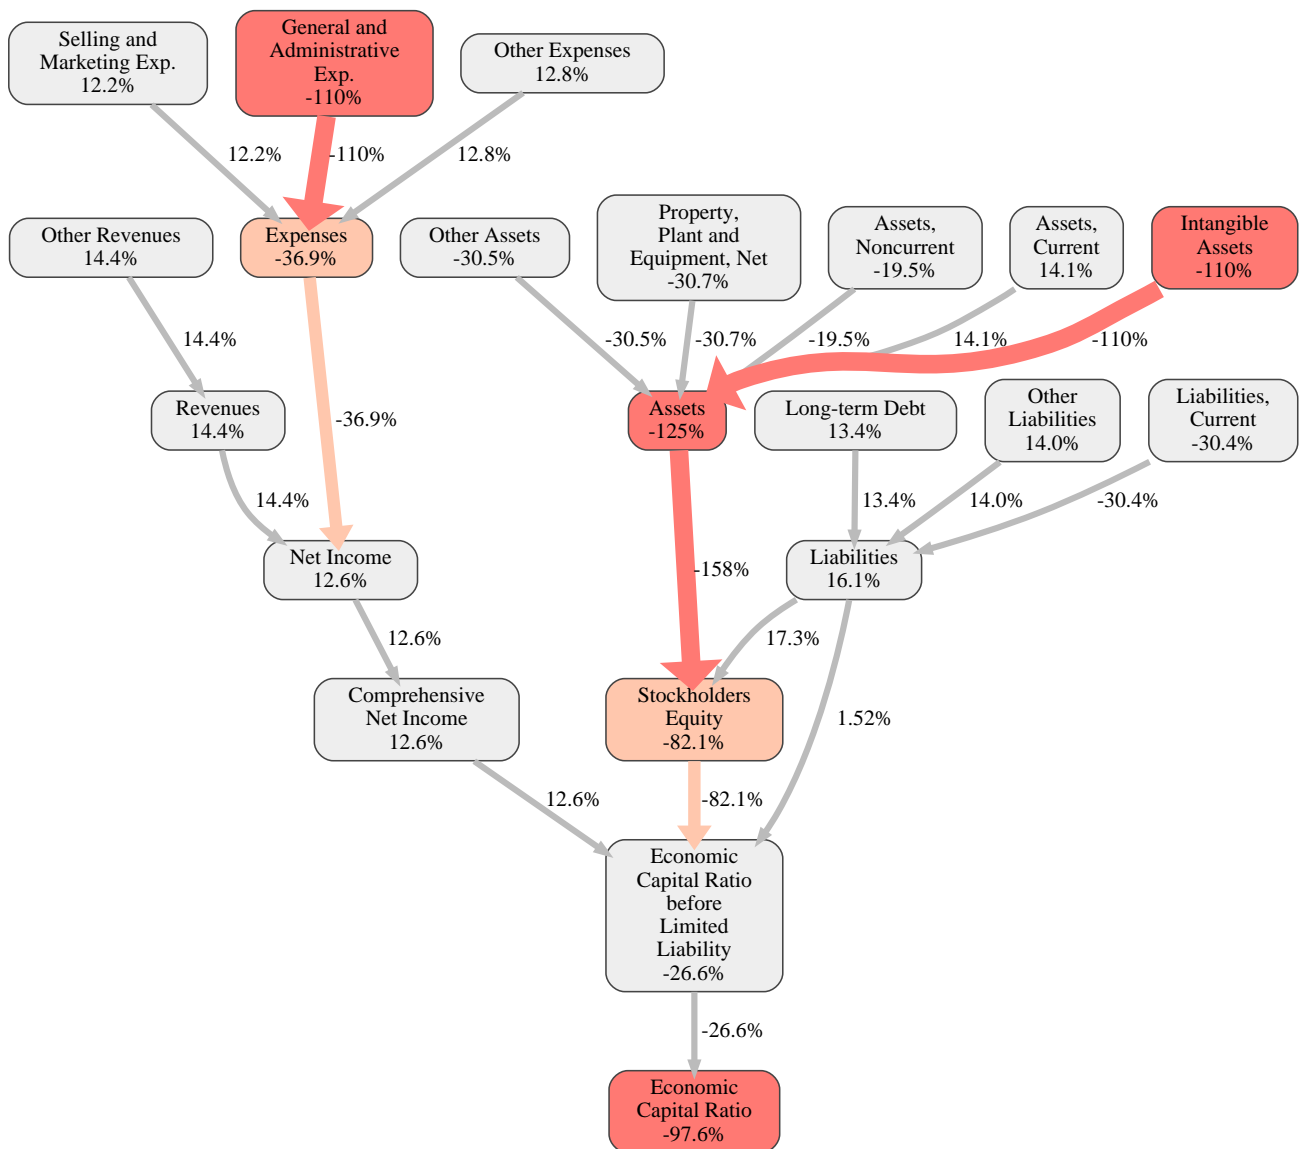 Selling and
Marketing Exp.
12.2%
General and
Administrative
Exp.
-110%
Other Expenses
12.8%
12.2%
-110%
12.8%
Other Revenues
14.4%
Expenses
-36.9%
Other Assets
-30.5%
Property,
Plant and
Equipment, Net
-30.7%
Assets,
Noncurrent
-19.5%
Assets,
Current
14.1%
Intangible
Assets
-110%
14.4%
-30.5%
-30.7%
-19.5%
14.1%
-110%
Revenues
14.4%
-36.9%
Assets
-125%
Long-term Debt
13.4%
Other
Liabilities
14.0%
Liabilities,
Current
-30.4%
14.4%
13.4%
14.0%
-30.4%
Net Income
12.6%
-158%
Liabilities
16.1%
12.6%
17.3%
Comprehensive
Net Income
12.6%
Stockholders
Equity
-82.1%
1.52%
12.6%
-82.1%
Economic
Capital Ratio
before
Limited
Liability
-26.6%
-26.6%
Economic
Capital Ratio
-97.6%